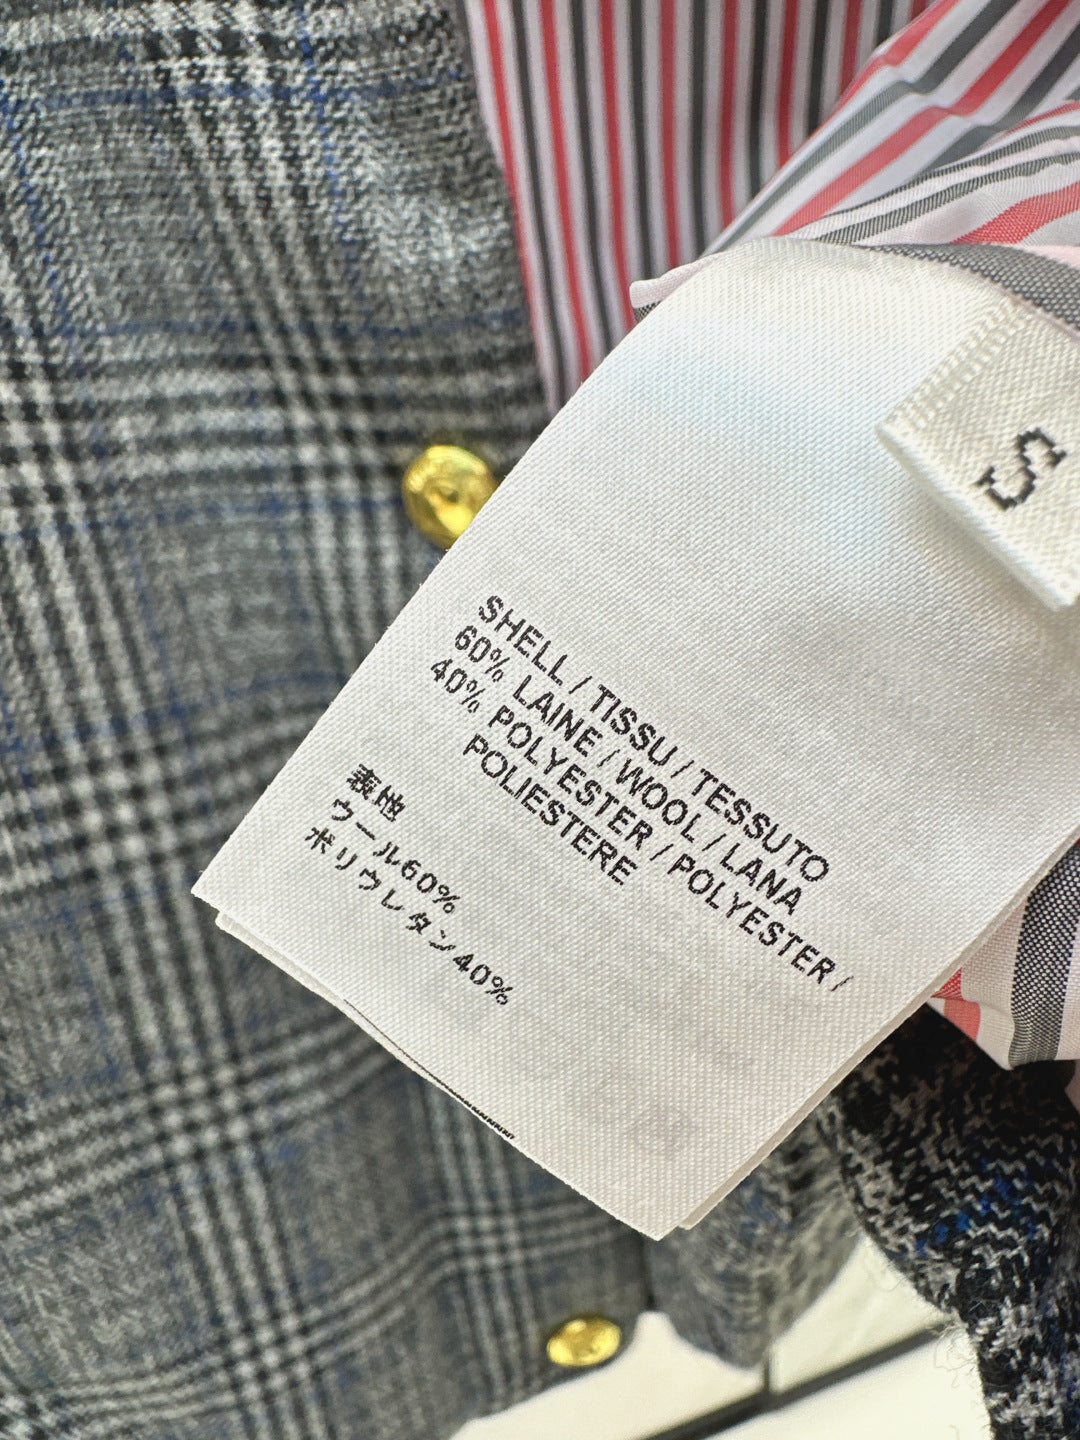 S
SHELL / TISSU / TESSUTO
60% LAINE / WOOL / LANA
40% POLYESTER / POLYESTER /
POLIESTERE
表地
ウール60%
ポリウレタン40%